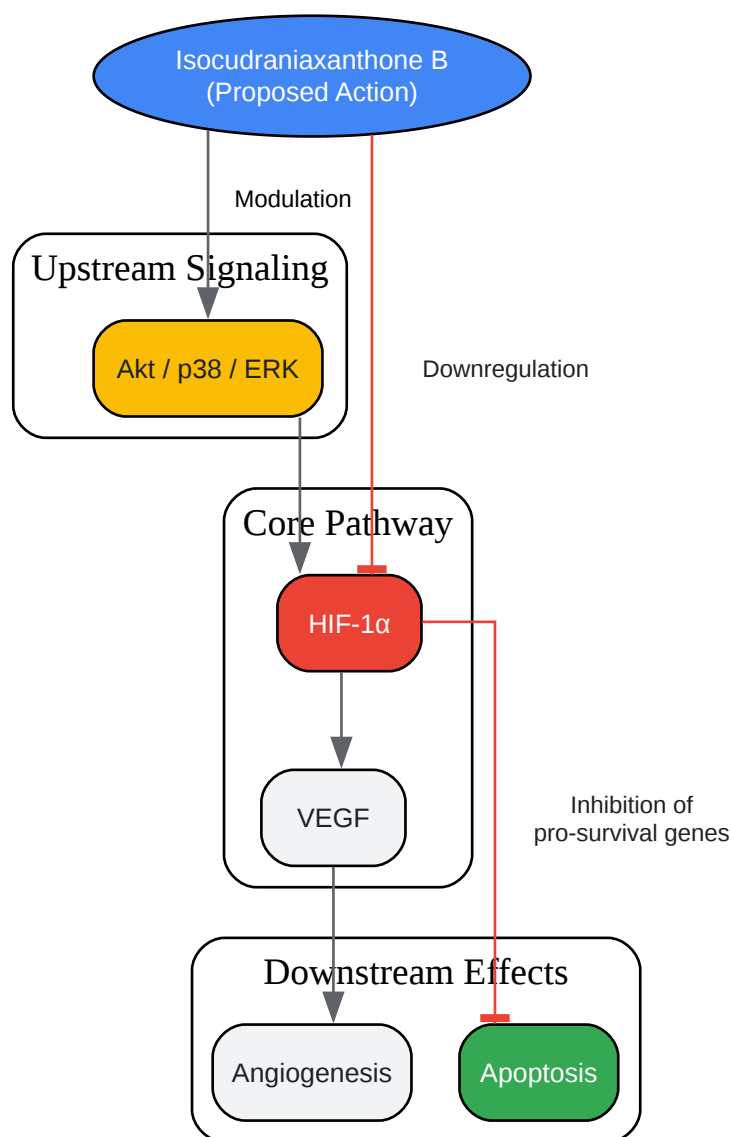 Isocudraniaxanthone B
(Proposed Action)
Modulation
Upstream Signaling
Akt / p38 / ERK
Downregulation
Core Pathway
HIF-1α
VEGF
Inhibition of
pro-survival genes
Downstream Effects
Angiogenesis
Apoptosis